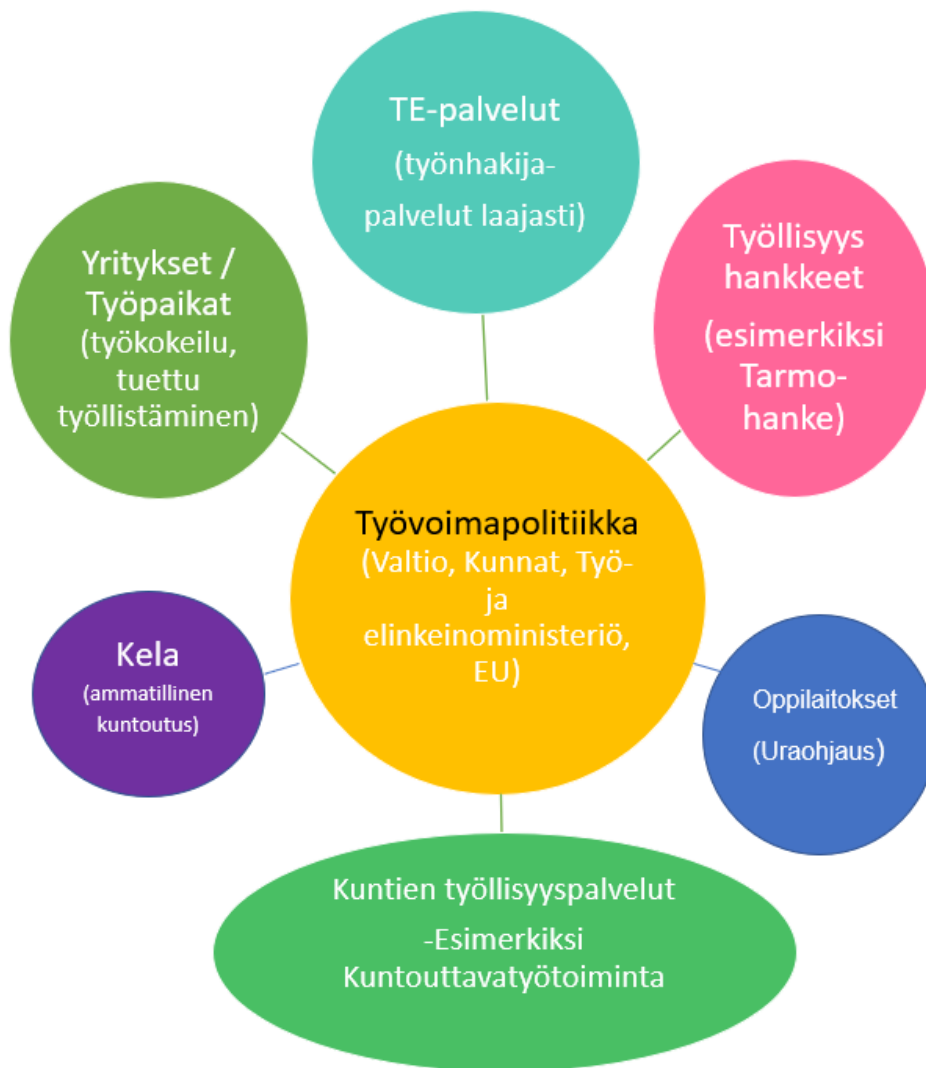 TE-palvelut
(työnhakija-
palvelut laajasti)
Yritykset /
Työpaikat
(työkokeilu,
tuettu
työllistäminen)
Työllisyys
hankkeet
(esimerkiksi
Tarmo-
hanke)
Työvoimapolitiikka
(Valtio, Kunnat, Työ-
ja
elinkeinoministeriö,
EU)
Kela
(ammatillinen
kuntoutus)
Oppilaitokset
(Uraohjaus)
Kuntien työllisyyspalvelut
-Esimerkiksi
Kuntouttavatyötoiminta